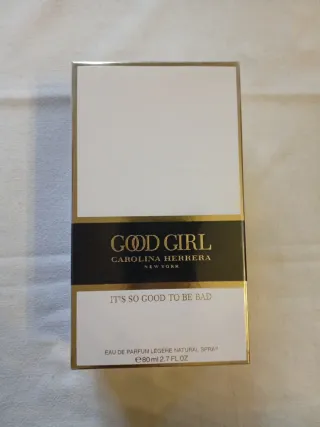 GOOD GIRL
CAROLINA HERRERA
NEW YORK
IT'S SO GOOD TO BE BAD
EAU DE PARFUM LÉGÈRE NATURAL SPRAY
℮80ml 2.7 FL OZ